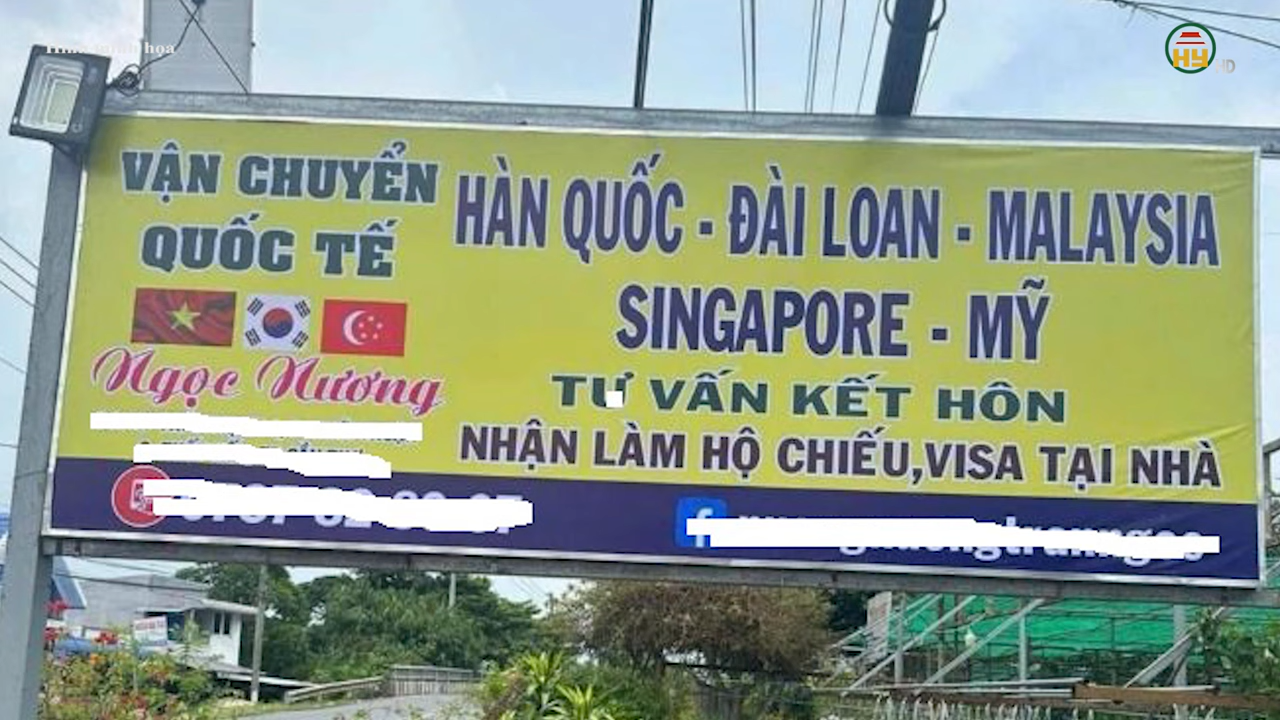 HY
HD
VẬN CHUYỂN
QUỐC TẾ
Ngọc Nương
HÀN QUỐC - ĐÀI LOAN - MALAYSIA
SINGAPORE - MỸ
TƯ VẤN KẾT HÔN
NHẬN LÀM HỘ CHIẾU,VISA TẠI NHÀ
f